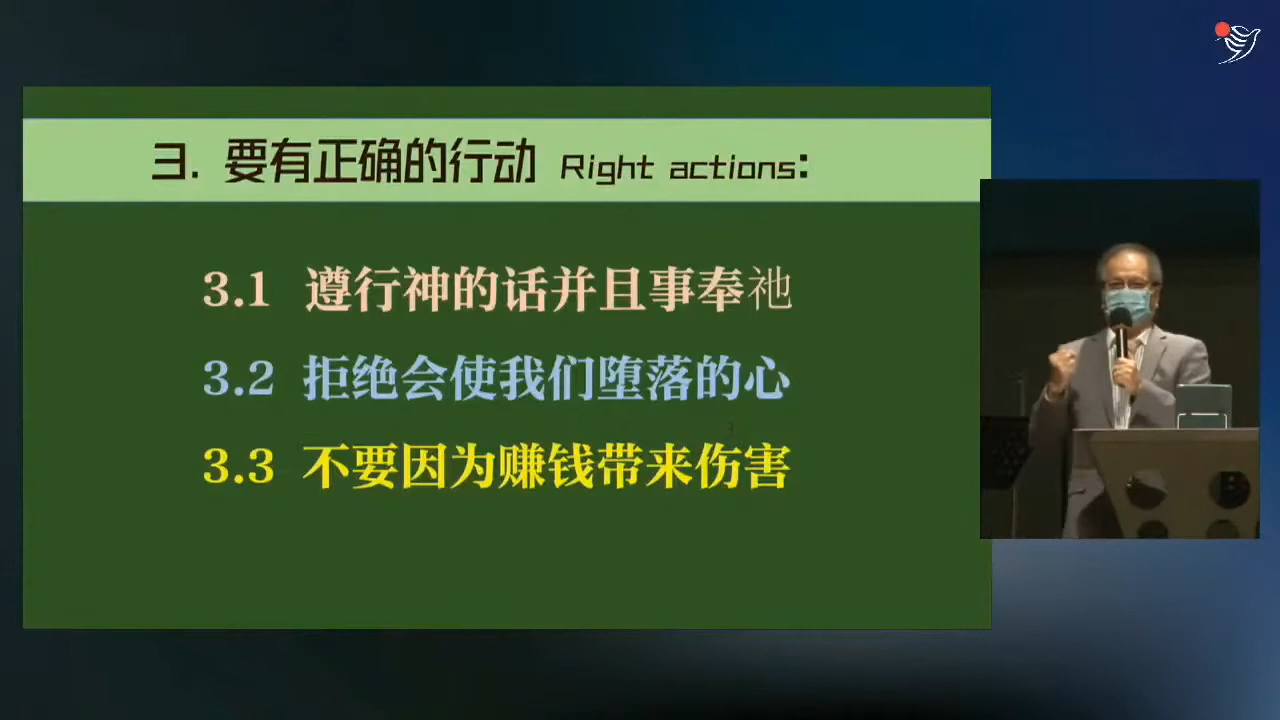 3. 要有正确的行动 Right actions:
3.1 遵行神的话并且事奉祂
3.2 拒绝会使我们堕落的心
3.3 不要因为赚钱带来伤害